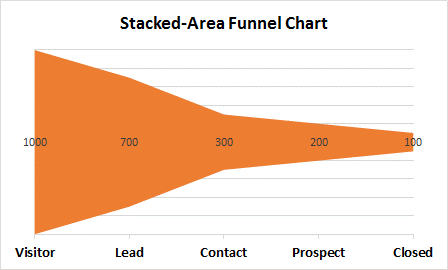 Stacked-Area Funnel Chart
1000 700 300 200 100
Visitor Lead Contact Prospect Closed